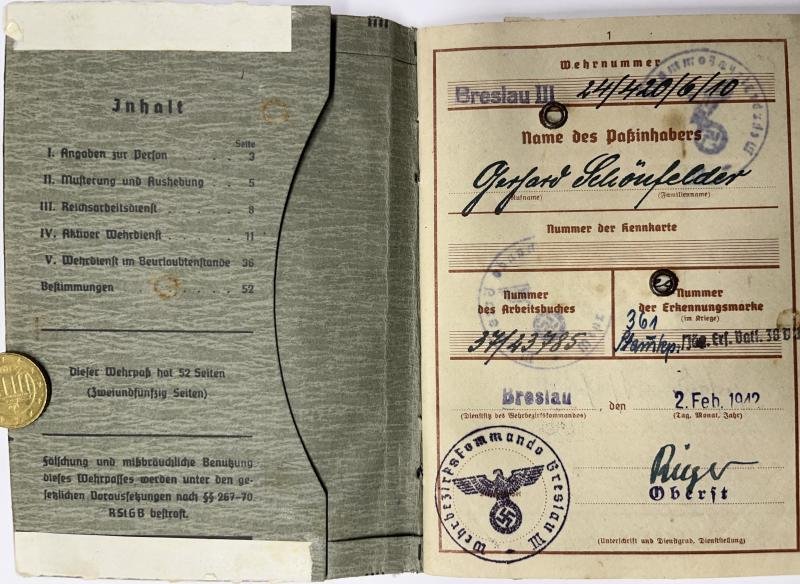 Inhalt
Seite
I. Angaben zur Person . . . . 3
II. Musterung und Aushebung . 5
III. Reichsarbeitsdienst . . . . . 8
IV. Aktiver Wehrdienst . . . . . 11
V. Wehrdienst im Beurlaubtenstande 36
Bestimmungen . . . . . 52
Dieser Wehrpaß hat 52 Seiten
(Zweiundfünfzig Seiten)
Fälschung und mißbräuchliche Benutzung
dieses Wehrpasses werden unter den ge-
setzlichen Voraussetzungen nach §§ 267-70
RStGB bestraft.
1
Wehrnummer
Breslau III 24/420/6/10
Name des Paßinhabers
Gerhard Schönfelder
(Rufname) (Familienname)
Nummer der Kennkarte
Nummer
des Arbeitsbuches
37/23785
Nummer
der Erkennungsmarke
(im Kriege)
361
Stammkp. Ers. Batl. 38
Breslau, den 2. Feb. 1942
(Dienstsitz des Wehrbezirkskommandos) (Tag, Monat, Jahr)
Wehrbezirkskommando Breslau III
Oberst
(Unterschrift und Dienstgrad, Dienststellung)